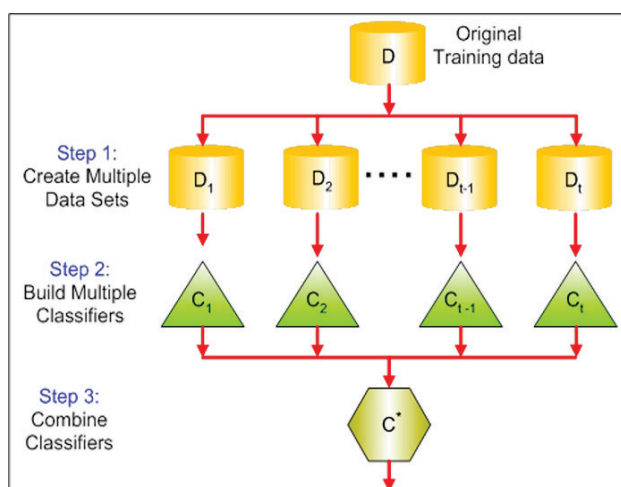 D
Original
Training data
Step 1:
Create Multiple
Data Sets
D1
D2
....
Dt-1
Dt
Step 2:
Build Multiple
Classifiers
C1
C2
Ct-1
Ct
Step 3:
Combine
Classifiers
C*